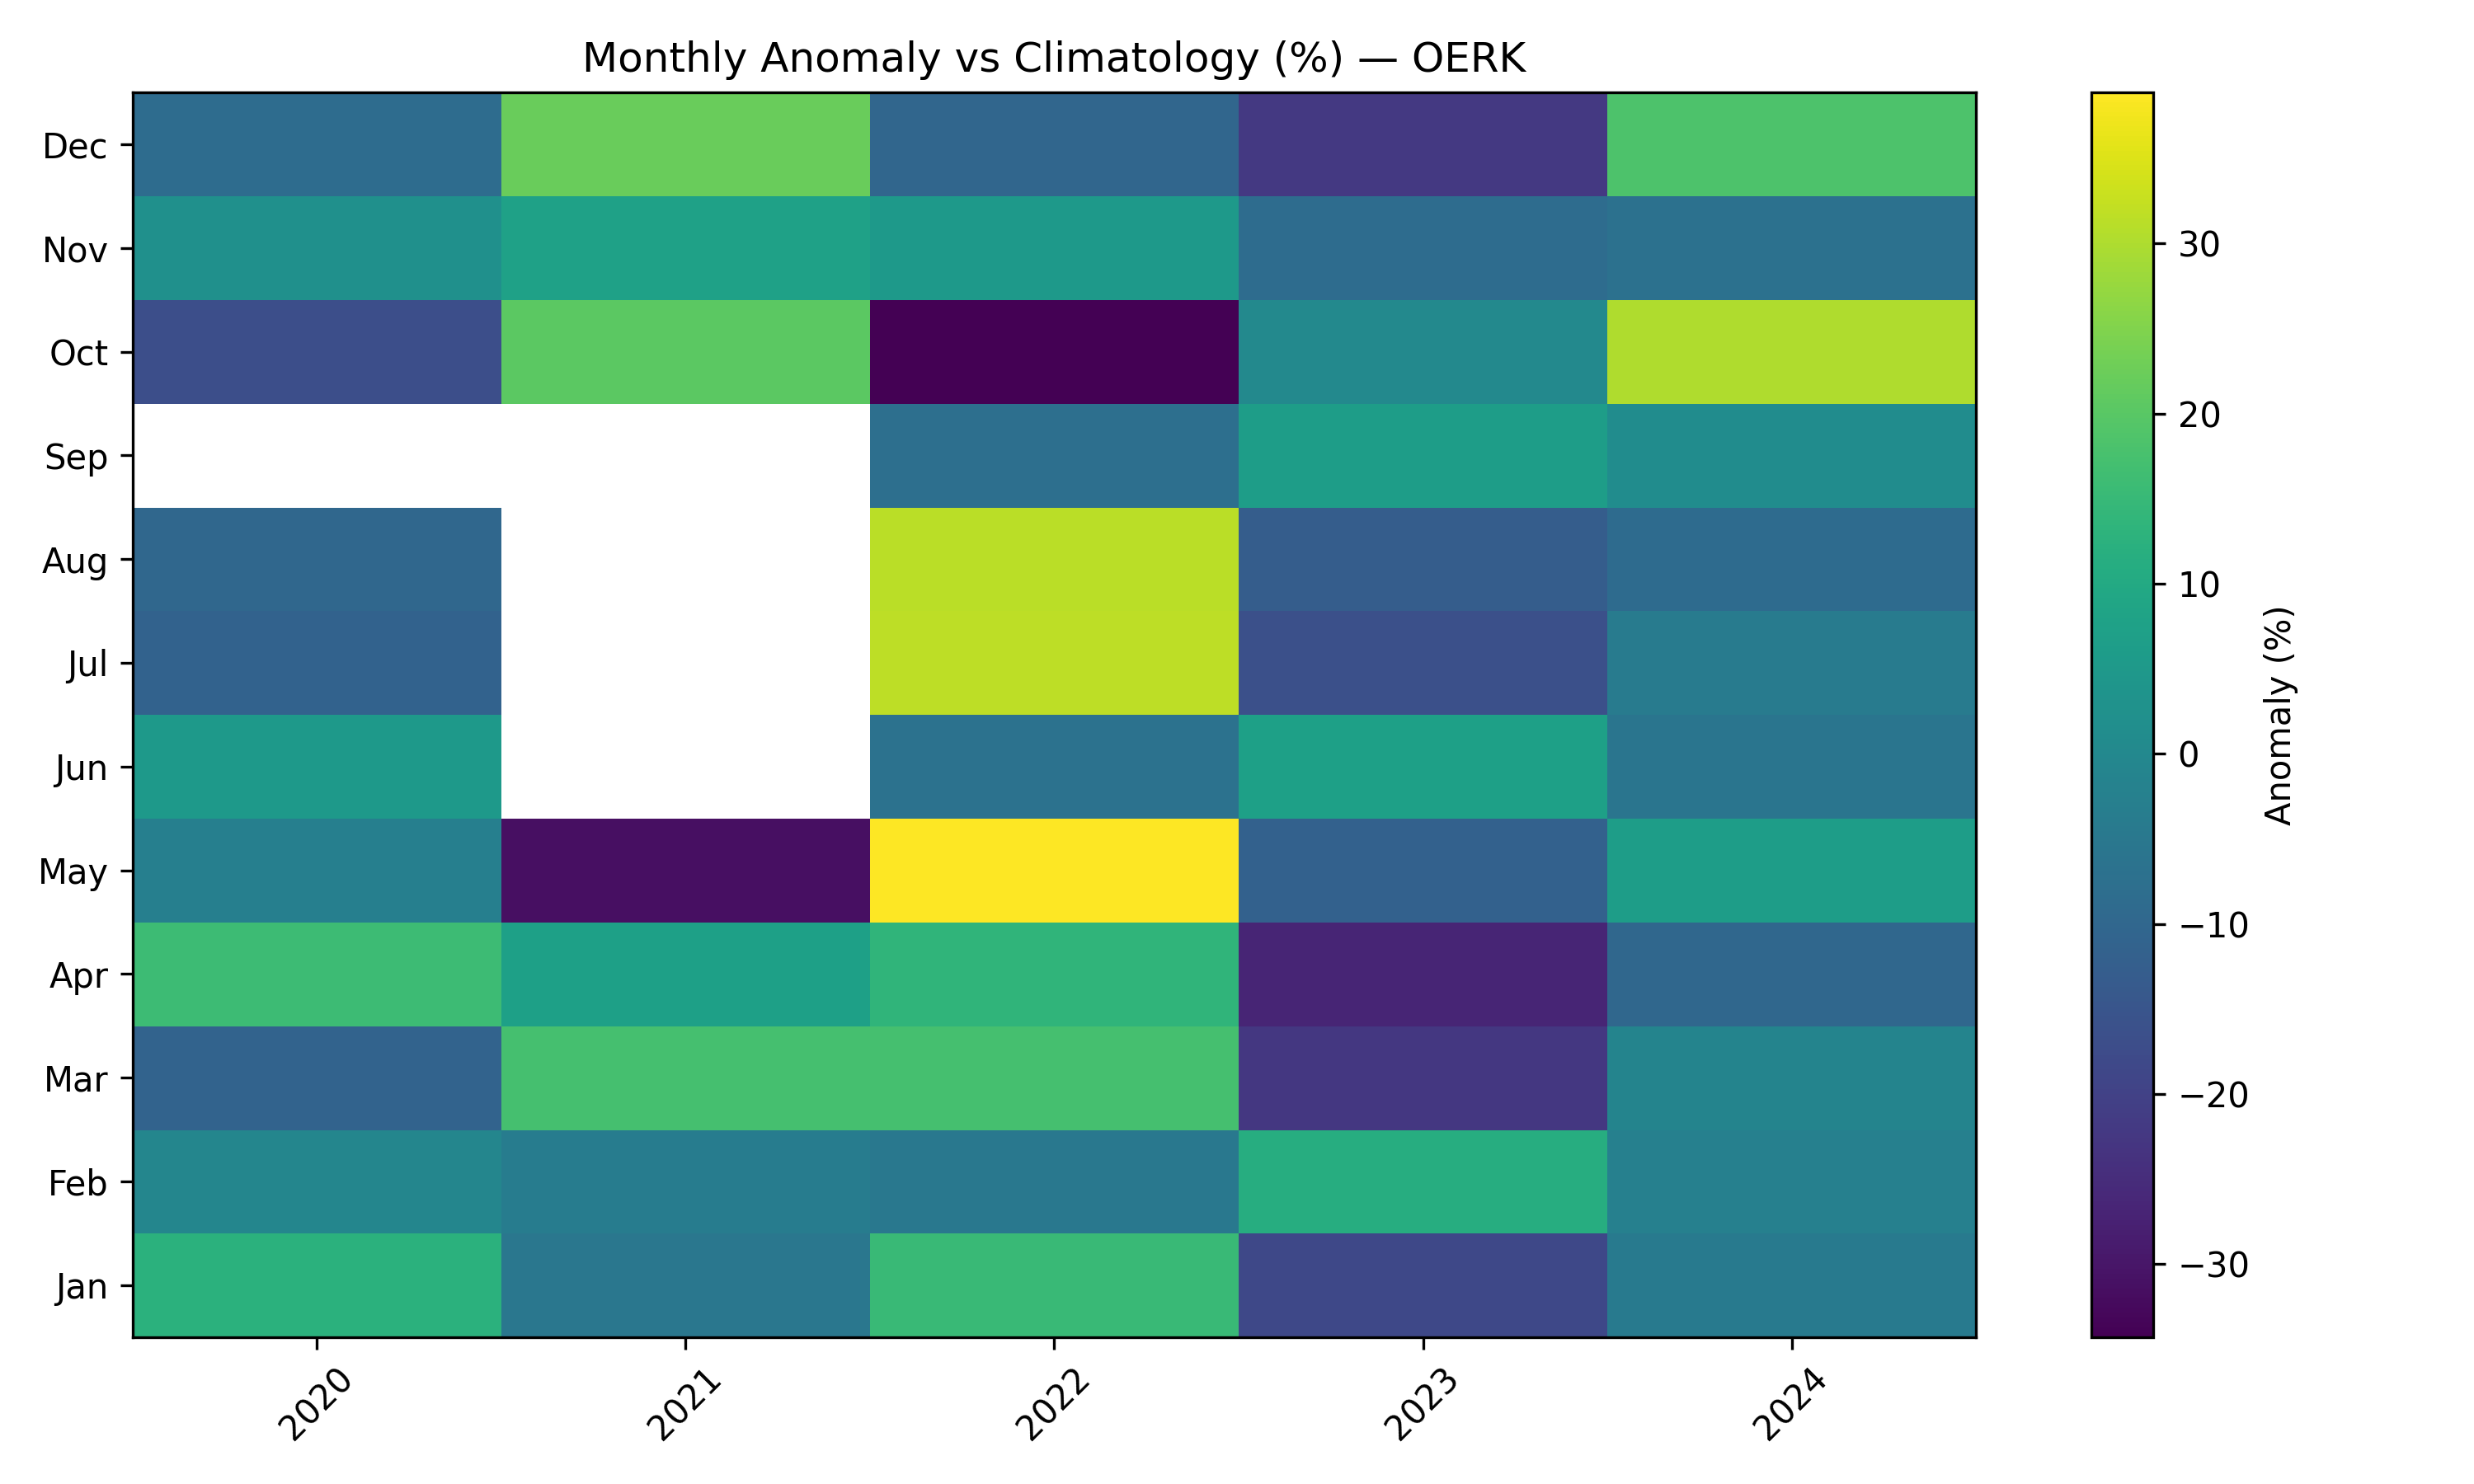 Monthly Anomaly vs Climatology (%) — OERK
Dec
Nov
Oct
Sep
Aug
Jul
Jun
May
Apr
Mar
Feb
Jan
2020
2021
2022
2023
2024
30
20
10
0
−10
−20
−30
Anomaly (%)